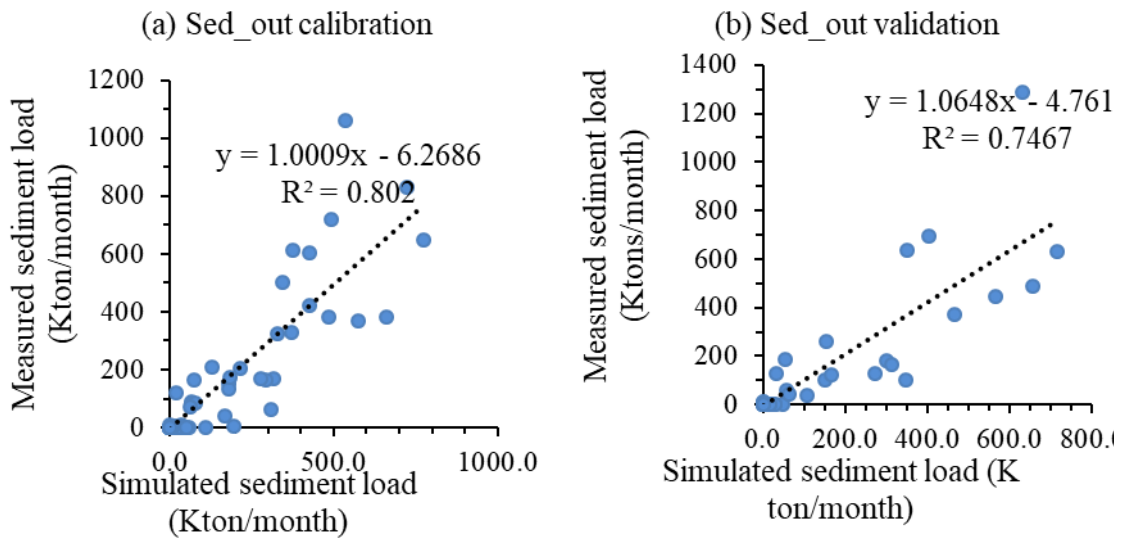 (a) Sed_out calibration
Measured sediment load
(Kton/month)
1200
1000
800
600
400
200
0
y = 1.0009x - 6.2686
R² = 0.802
0.0
500.0
1000.0
Simulated sediment load
(Kton/month)
(b) Sed_out validation
Measured sediment load
(Ktons/month)
1400
1200
1000
800
600
400
200
0
y = 1.0648x - 4.761
R² = 0.7467
0.0
200.0
400.0
600.0
800.0
Simulated sediment load (K
ton/month)